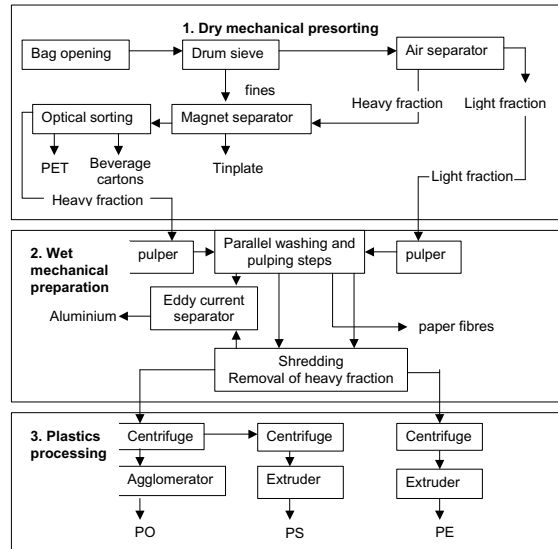 1. Dry mechanical presorting
Bag opening
Drum sieve
Air separator
fines
Heavy fraction
Light fraction
Optical sorting
Magnet separator
PET
Beverage
cartons
Tinplate
Heavy fraction
Light fraction
2. Wet
mechanical
preparation
pulper
Parallel washing and
pulping steps
pulper
Eddy current
separator
Aluminium
paper fibres
Shredding
Removal of heavy fraction
3. Plastics
processing
Centrifuge
Centrifuge
Centrifuge
Agglomerator
Extruder
Extruder
PO
PS
PE